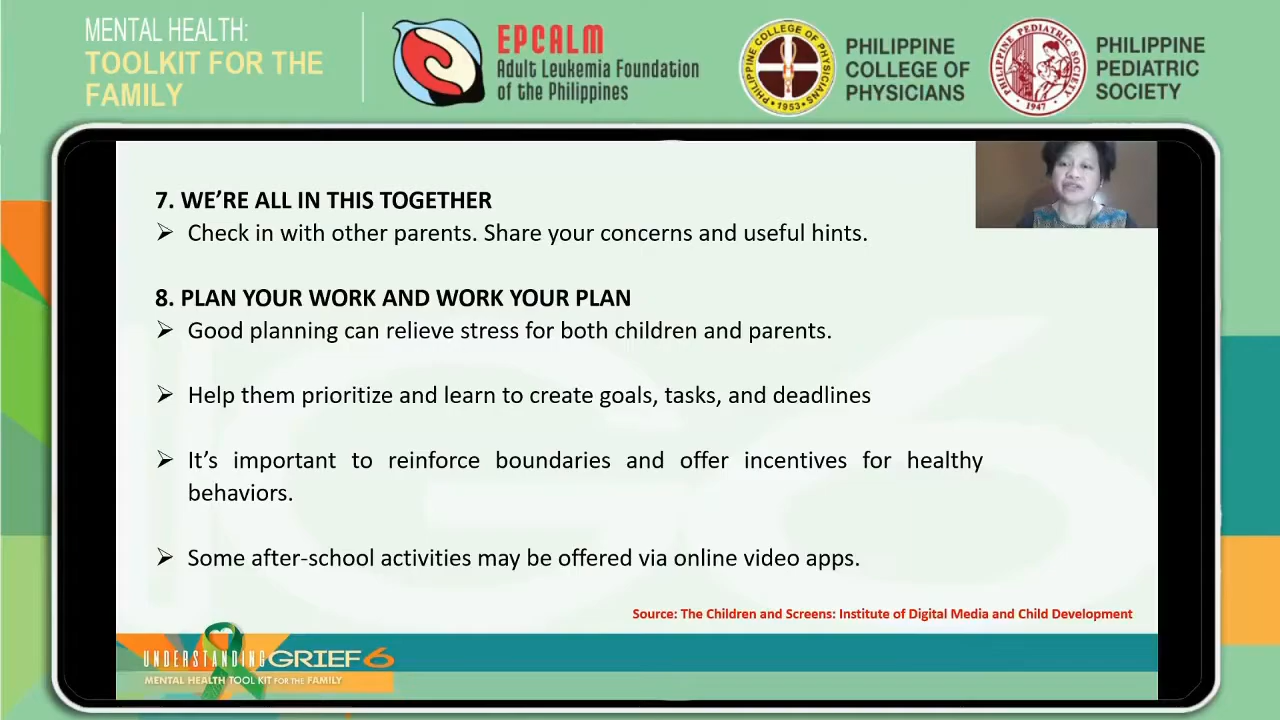 MENTAL HEALTH:
TOOLKIT FOR THE
FAMILY
EPCALM
Adult Leukemia Foundation
of the Philippines
PHILIPPINE COLLEGE OF PHYSICIANS
1953
PHILIPPINE
COLLEGE OF
PHYSICIANS
PHILIPPINE PEDIATRIC SOCIETY
1947
PHILIPPINE
PEDIATRIC
SOCIETY
7. WE’RE ALL IN THIS TOGETHER
➢ Check in with other parents. Share your concerns and useful hints.
8. PLAN YOUR WORK AND WORK YOUR PLAN
➢ Good planning can relieve stress for both children and parents.
➢ Help them prioritize and learn to create goals, tasks, and deadlines
➢ It’s important to reinforce boundaries and offer incentives for healthy
behaviors.
➢ Some after-school activities may be offered via online video apps.
Source: The Children and Screens: Institute of Digital Media and Child Development
UNDERSTANDING GRIEF 6
MENTAL HEALTH TOOL KIT FOR THE FAMILY